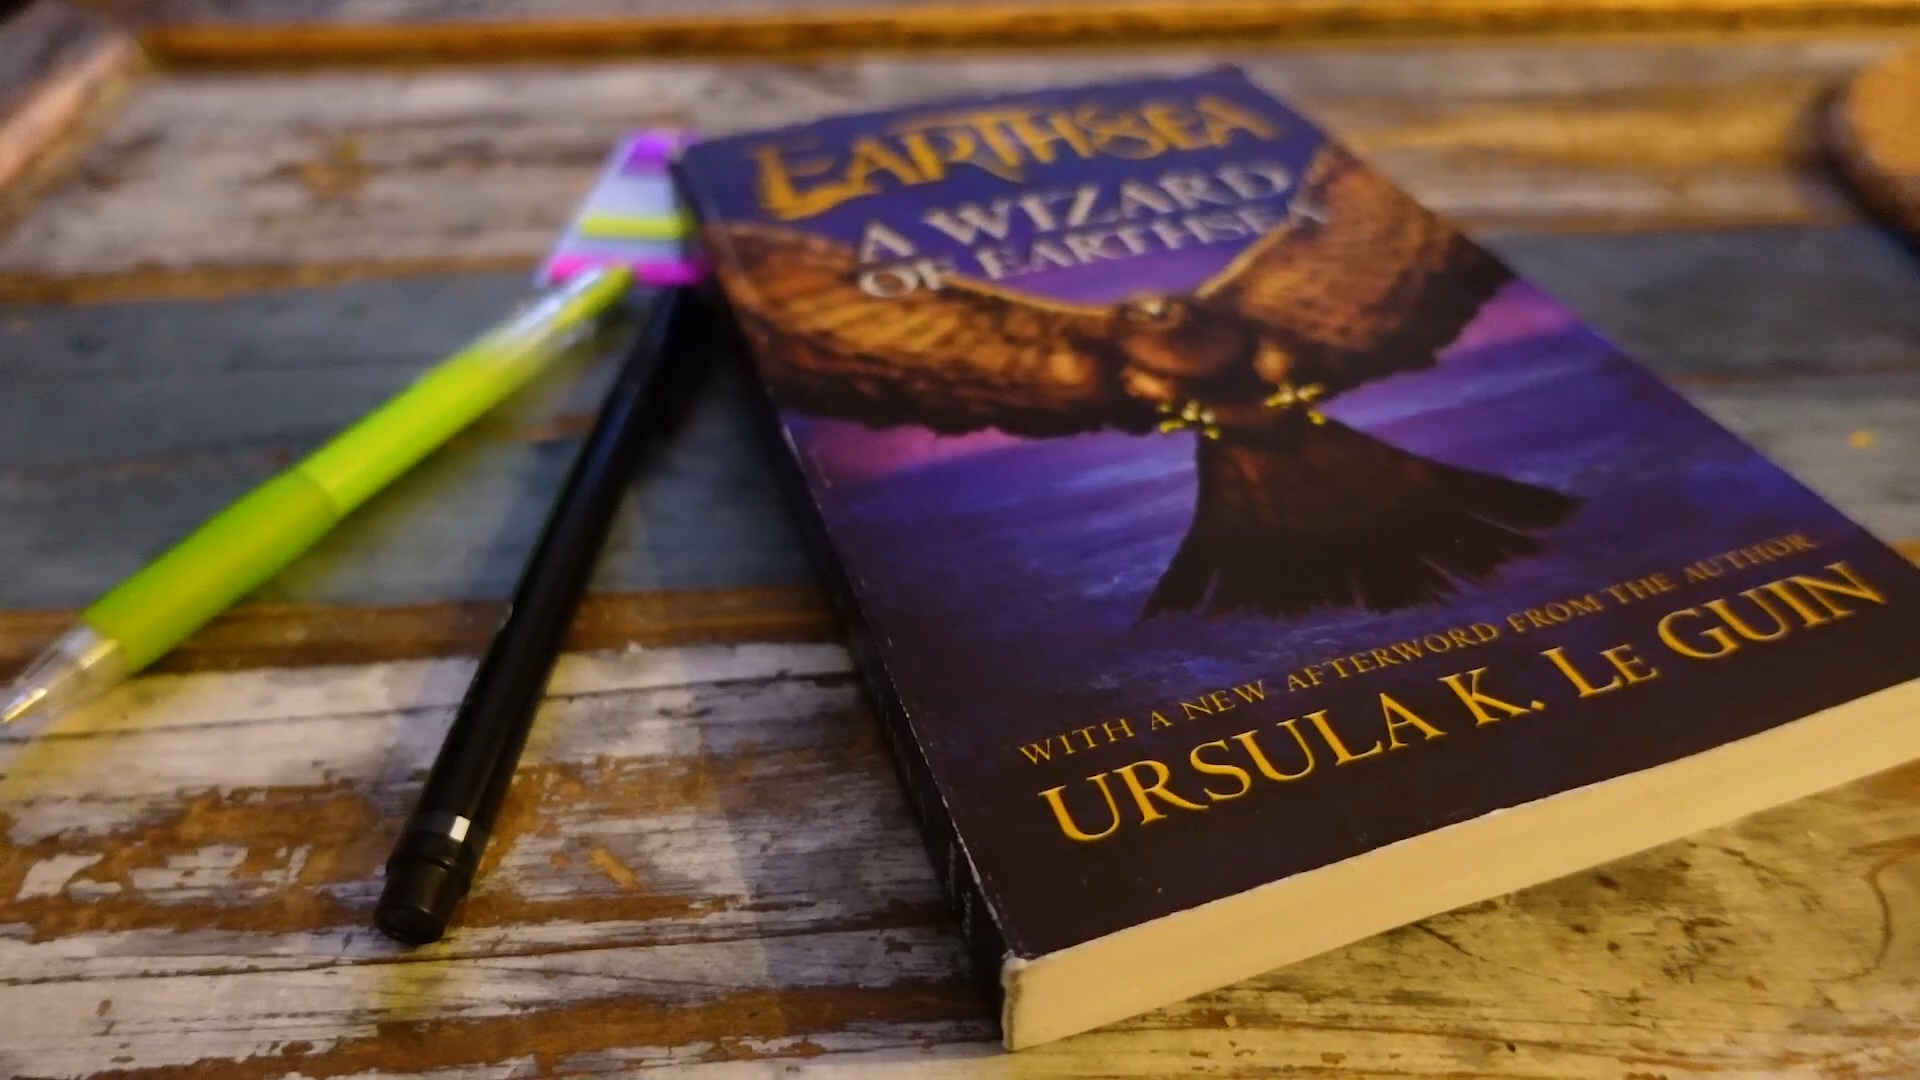 EARTHSEA
A WIZARD
OF EARTHSEA
WITH A NEW AFTERWORD FROM THE AUTHOR
URSULA K. LE GUIN